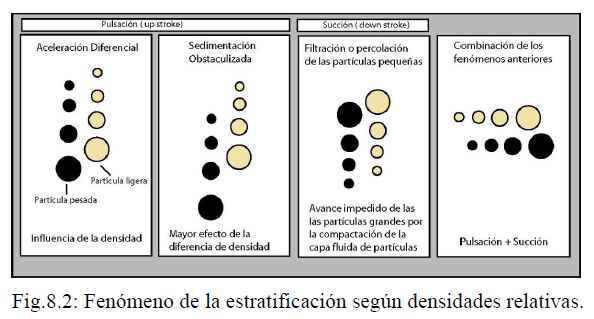 Pulsación ( up stroke)
Succión ( down stroke)
Aceleración Diferencial
Partícula ligera
Partícula pesada
Influencia de la densidad
Sedimentación
Obstaculizada
Mayor efecto de la
diferencia de densidad
Filtración o percolación
de las partículas pequeñas
Avance impedido de las
las partículas grandes por
la compactación de la
capa fluida de partículas
Combinación de los
fenómenos anteriores
Pulsación + Succión
Fig.8.2: Fenómeno de la estratificación según densidades relativas.